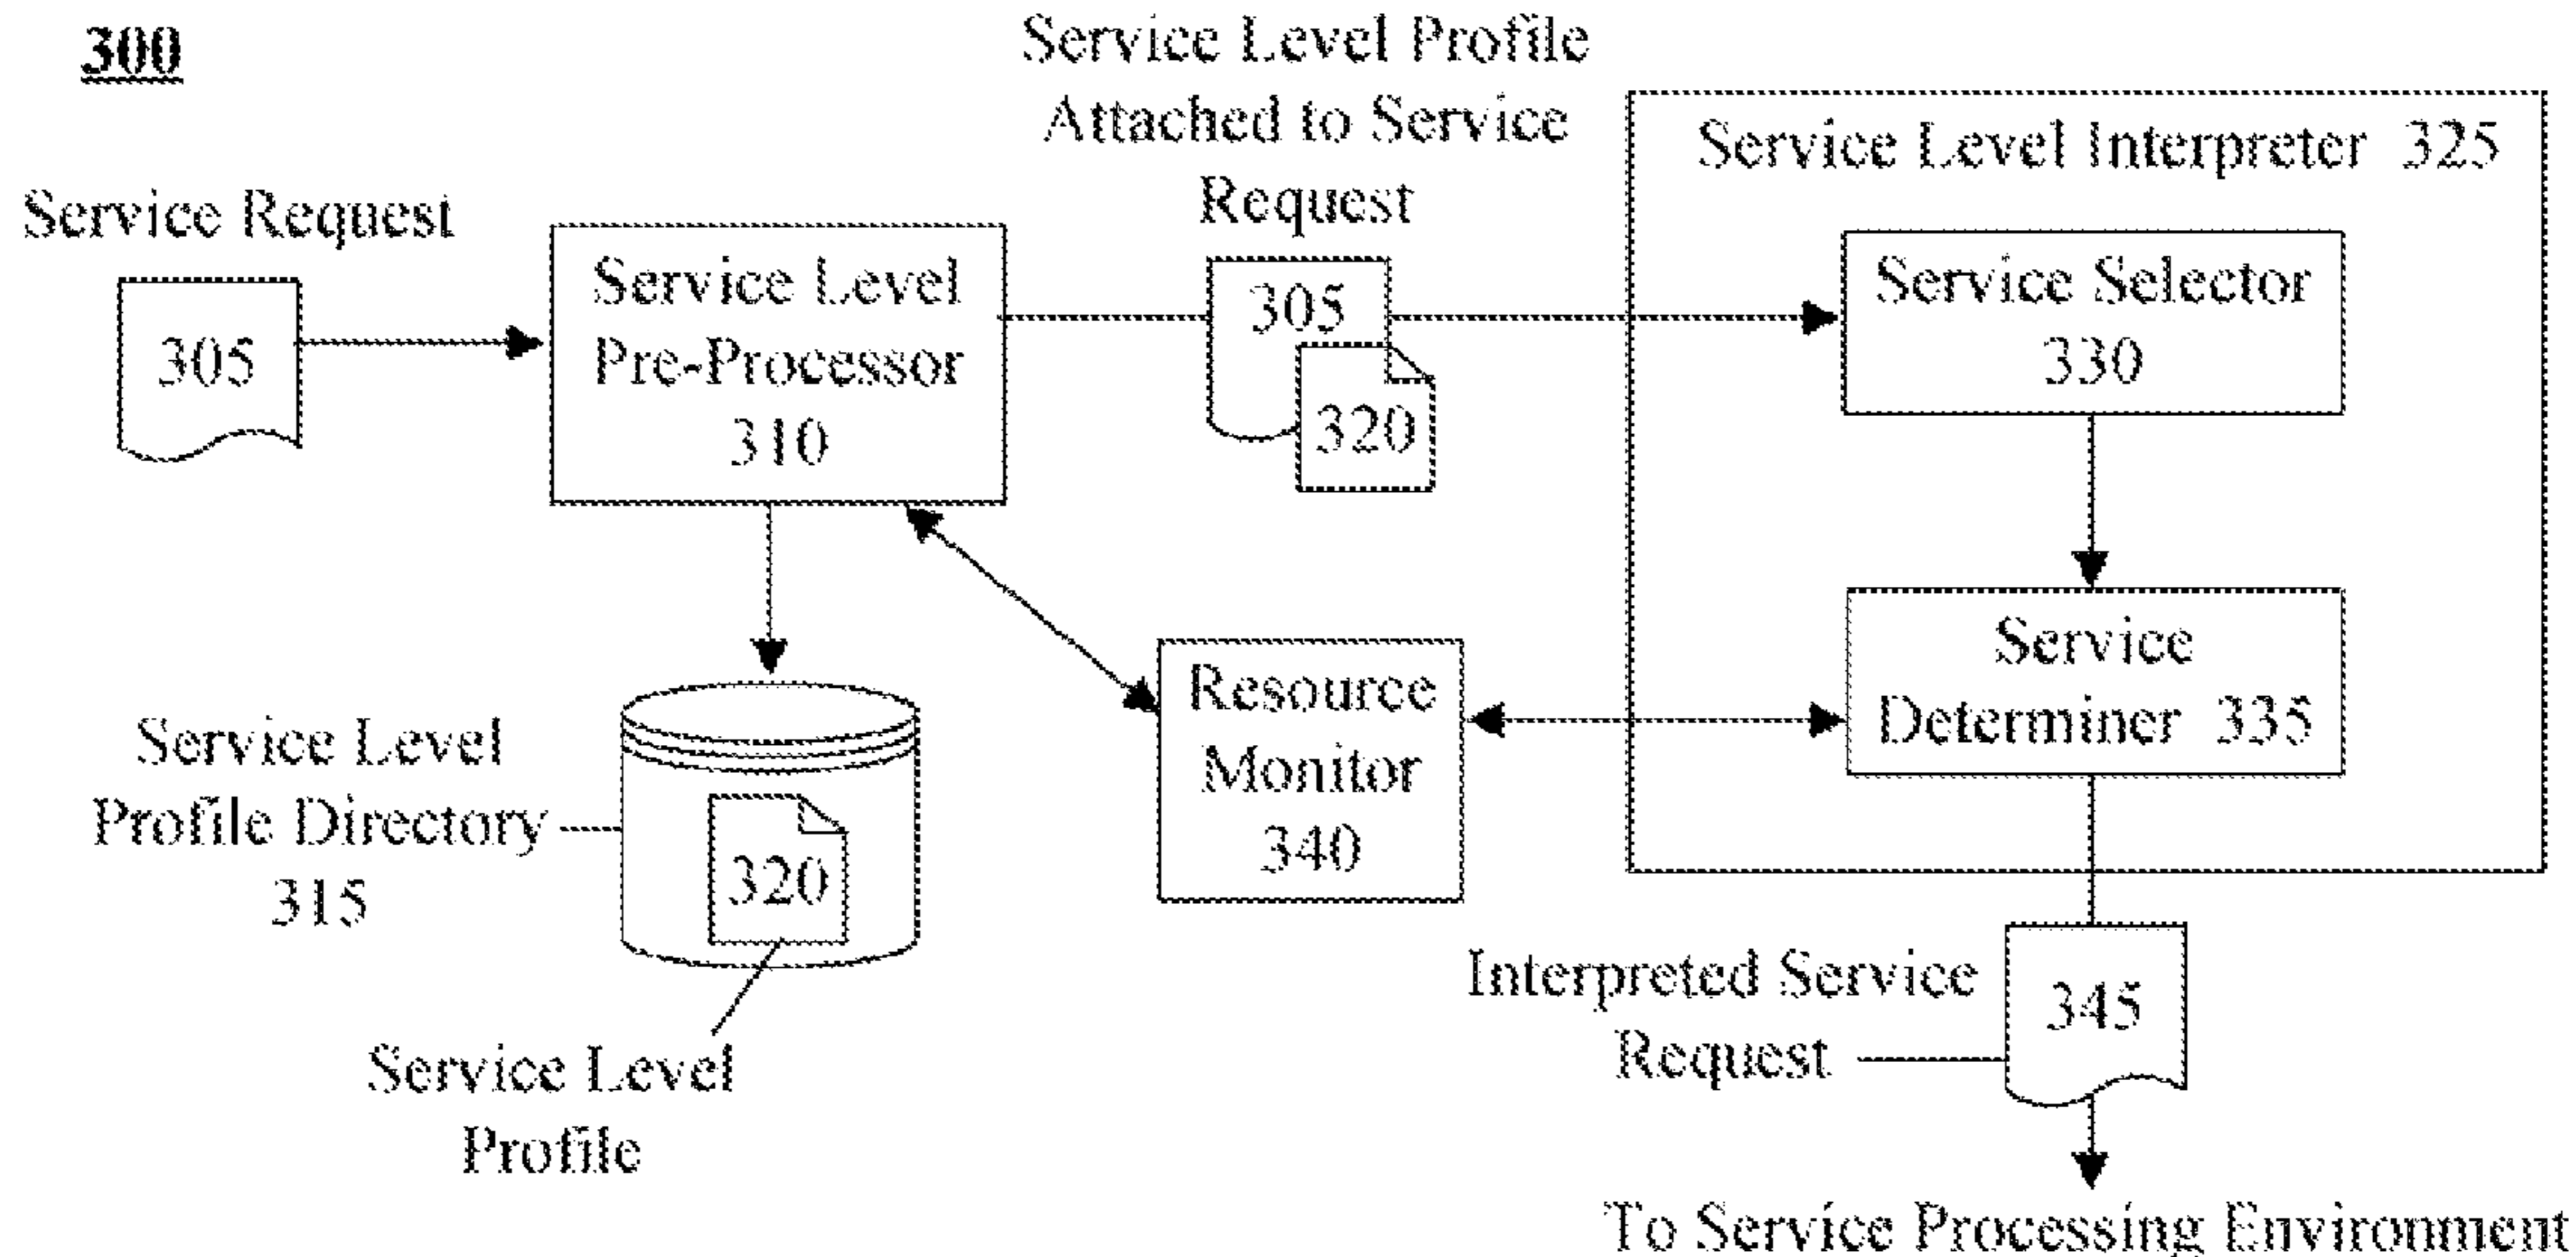 300
Service Request
305
Service Level
Pre-Processor
310
Service Level Profile
Attached to Service
Request
305
320
Service Level Interpreter 325
Service Selector
330
Service
Determiner 335
Resource
Monitor
340
Service Level
Profile Directory
315
320
Service Level
Profile
Interpreted Service
Request
345
To Service Processing Environment